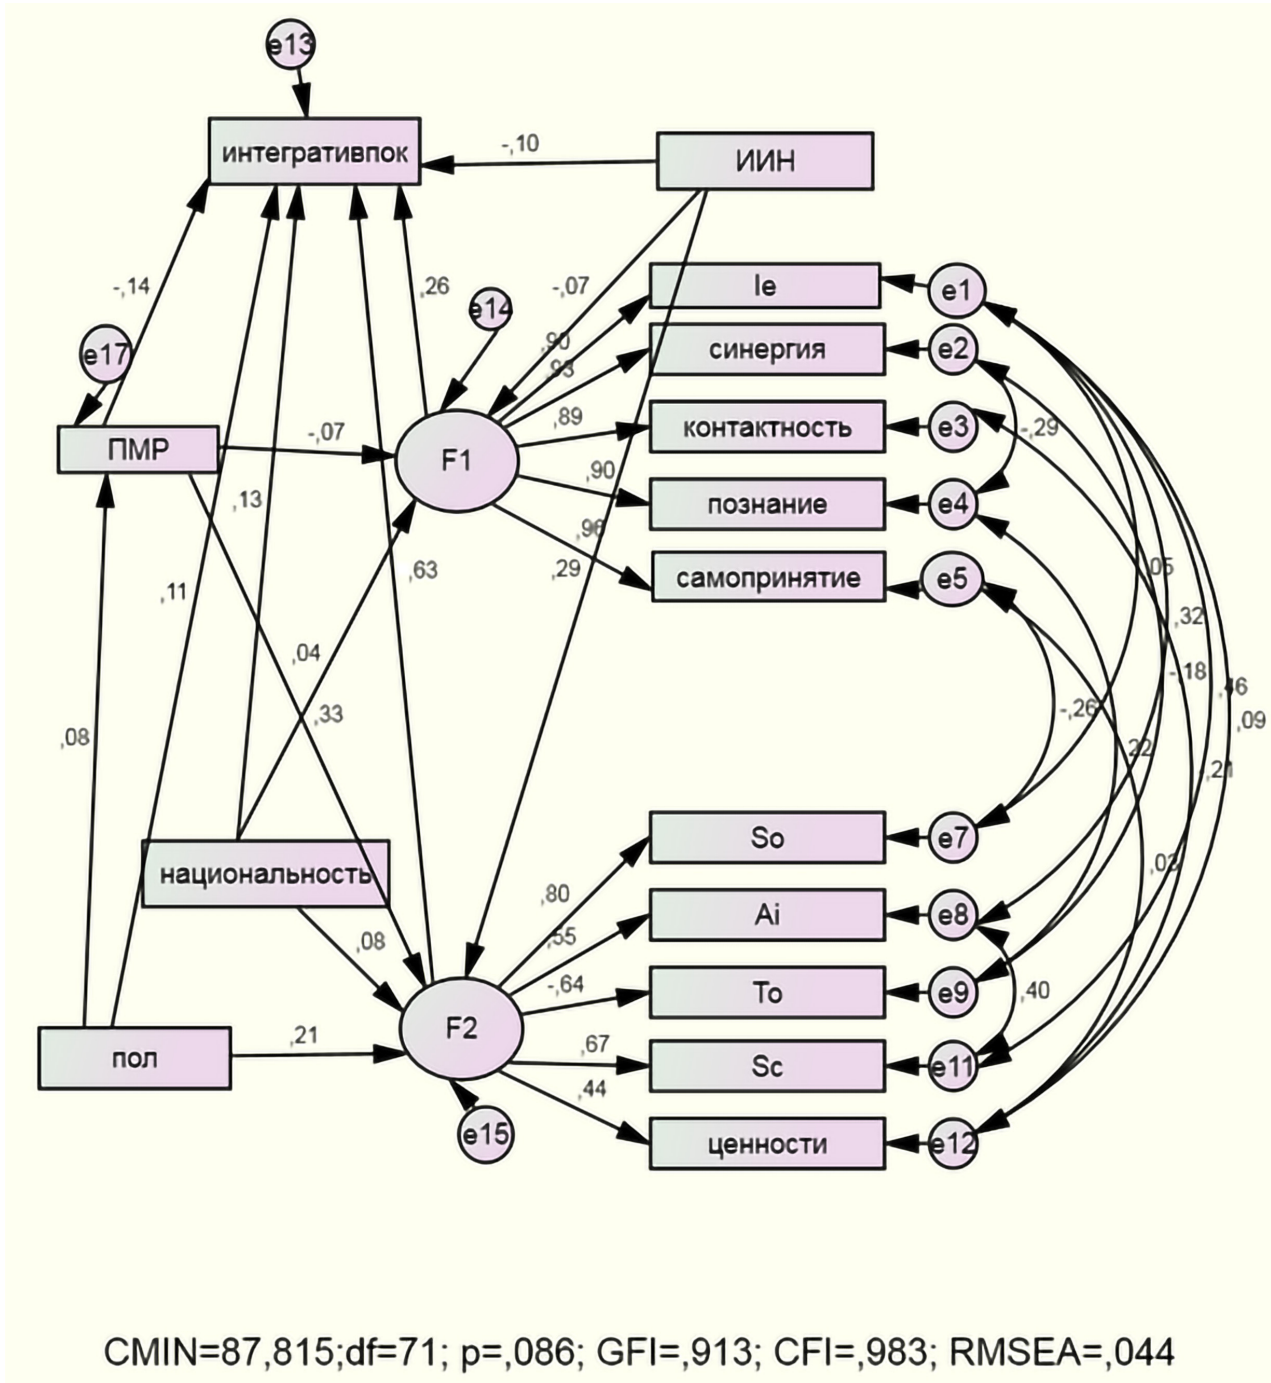 e13
интегративпок
-,10
ИИН
-,14
,26
-,07
e14
Ie
e1
e17
,90
,93
синергия
e2
,89
контактность
e3
-,29
ПМР
-,07
F1
,90
познание
e4
,13
,96
,11
,63
,29
самопринятие
e5
,05
,32
,04
-,18
,46
,33
-,26
,09
,08
,22
-,21
So
e7
национальность
,80
,03
,08
,55
Ai
e8
-,64
To
e9
,40
пол
,21
F2
,67
Sc
e11
,44
e15
ценности
e12
CMIN=87,815;df=71; p=,086; GFI=,913; CFI=,983; RMSEA=,044